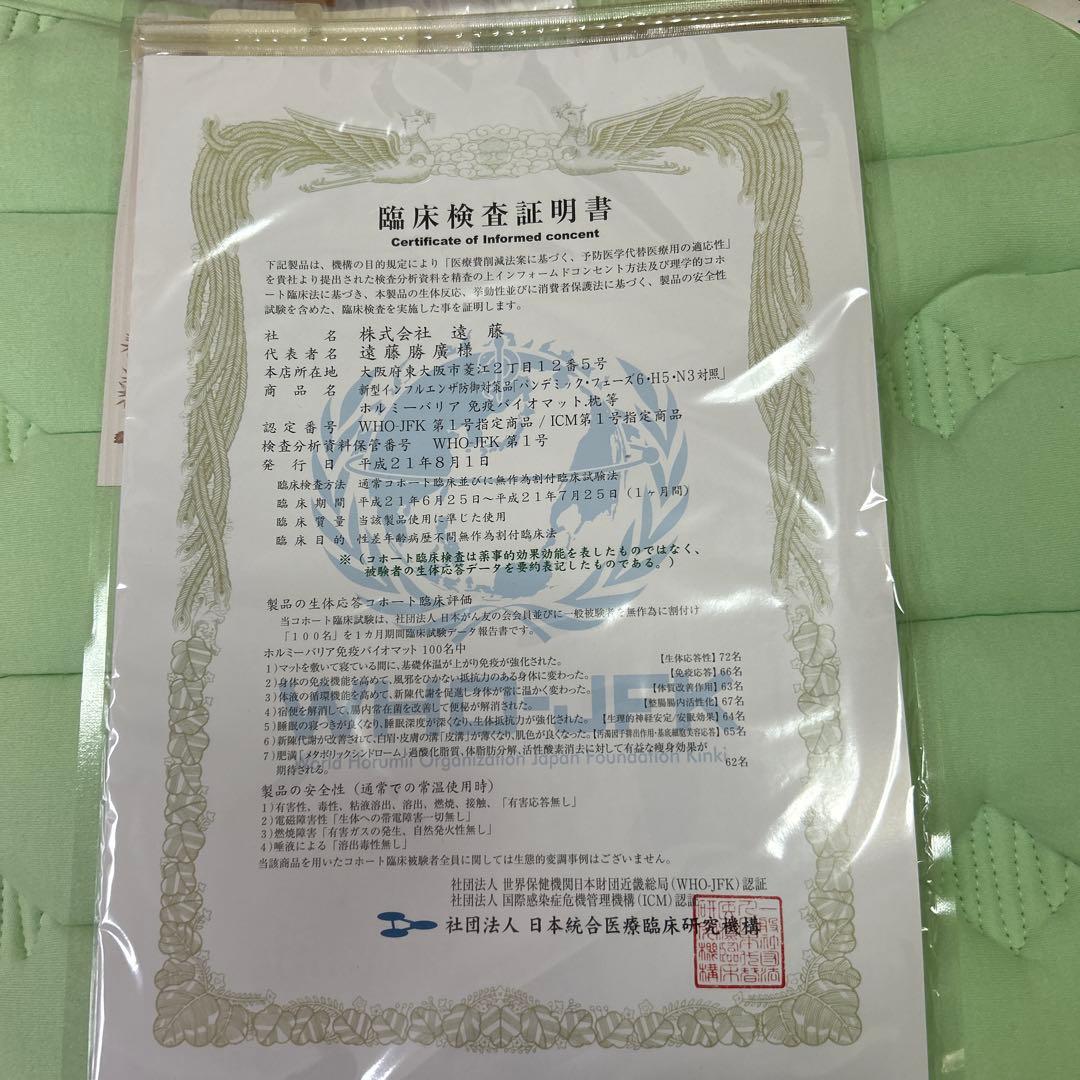 臨床検査証明書
Certificate of Informed concent
下記製品は、機構の目的規定により「医療費削減法案に基づく、予防医学代替医療用の適応性」
を貴社より提出された検査分析資料を精査の上インフォームドコンセント方法及び理学的コホ
ート臨床法に基づき、本製品の生体反応、挙動性並びに消費者保護法に基づく、製品の安全性
試験を含めた、臨床検査を実施した事を証明します。
社名 株式会社 遠藤
代表者名 遠藤勝廣様
本店所在地 大阪府東大阪市菱江2丁目12番5号
商品名 新型インフルエンザ防御対策品「パンデミック・フェーズ6・H5・N3対照」
ホルミーバリア 免疫バイオマット.枕等
認定番号 WHO-JFK 第1号指定商品 / ICM第1号指定商品
検査分析資料保管番号 WHO-JFK 第1号
発行日 平成21年8月1日
臨床検査方法 通常コホート臨床並びに無作為割付臨床試験法
臨床期間 平成21年6月25日～平成21年7月25日(1ヶ月間)
臨床質量 当該製品使用に準じた使用
臨床目的 性差年齢病歴不問無作為割付臨床法
※(コホート臨床検査は薬事的効果効能を表したものではなく、
被験者の生体応答データを要約表記したものである。)
製品の生体応答コホート臨床評価
当コホート臨床試験は、社団法人 日本がん友の会会員並びに一般被験者を無作為に割付け
「100名」を1カ月期間臨床試験データ報告書です。
ホルミーバリア免疫バイオマット 100名中
1)マットを敷いて寝ている間に、基礎体温が上がり免疫が強化された。 【生体応答性】72名
2)身体の免疫機能を高めて、風邪をひかない抵抗力のある身体に変わった。 【免疫応答】66名
3)体液の循環機能を高めて、新陳代謝を促進し身体が常に温かく変わった。 【体質改善作用】63名
4)宿便を解消して、腸内常在菌を改善して便秘が解消された。 【整腸腸内活性化】67名
5)睡眠の寝つきが良くなり、睡眠深度が深くなり、生体抵抗力が強化された。 【生理的神経安定/安眠効果】64名
6)新陳代謝が改善されて、白眉・皮膚の溝「皮溝」が薄くなり、肌色が良くなった。【汚濁因子排出作用・基底細胞美容応答】65名
7)肥満「メタボリックシンドローム」過酸化脂質、体脂肪分解、活性酸素消去に対して有益な痩身効果が
期待される。 62名
World Horumii Organization Japan Foundation Kinki
製品の安全性(通常での常温使用時)
1)有害性、毒性、粘液溶出、溶出、燃焼、接触、「有害応答無し」
2)電磁障害性「生体への帯電障害一切無し」
3)燃焼障害「有害ガスの発生、自然発火性無し」
4)唾液による「溶出毒性無し」
当該商品を用いたコホート臨床被験者全員に関しては生態的変調事例はございません。
社団法人 世界保健機関日本財団近畿総局(WHO-JFK)認証
社団法人 国際感染症危機管理機構(ICM)認証
社団法人 日本統合医療臨床研究機構